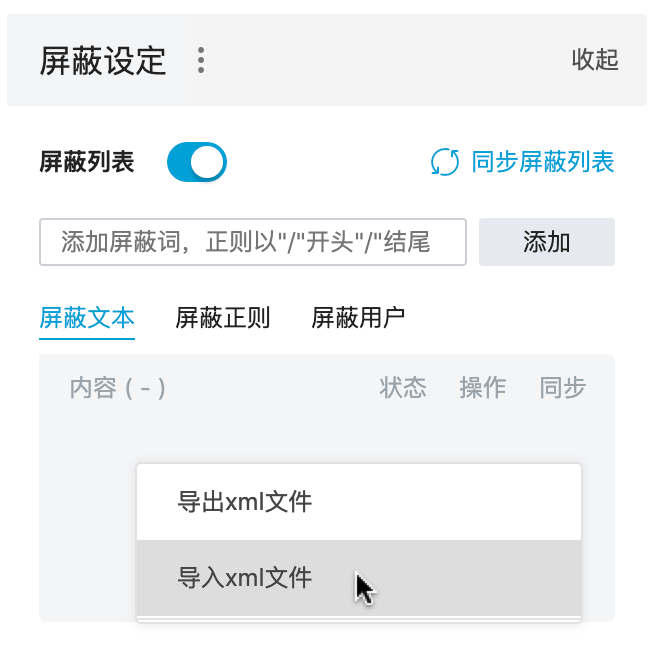 屏蔽设定 收起
屏蔽列表 同步屏蔽列表
添加屏蔽词，正则以"/"开头"/"结尾 添加
屏蔽文本 屏蔽正则 屏蔽用户
内容 ( - ) 状态 操作 同步
导出xml文件
导入xml文件